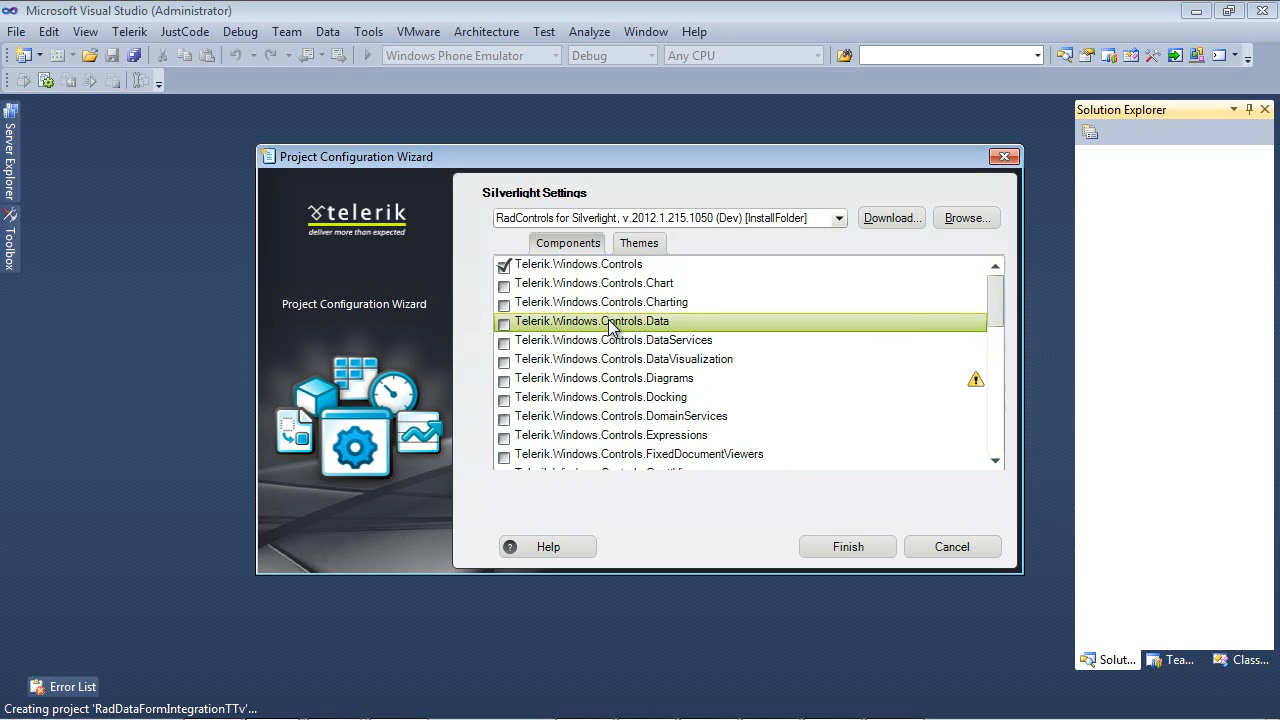 Microsoft Visual Studio (Administrator)
File Edit View Telerik JustCode Debug Team Data Tools VMware Architecture Test Analyze Window Help
Windows Phone Emulator Debug Any CPU
Server Explorer
Toolbox
Solution Explorer
Project Configuration Wizard
telerik
deliver more than expected
Project Configuration Wizard
Silverlight Settings
RadControls for Silverlight, v.2012.1.215.1050 (Dev) [InstallFolder] Download... Browse...
Components Themes
Telerik.Windows.Controls
Telerik.Windows.Controls.Chart
Telerik.Windows.Controls.Charting
Telerik.Windows.Controls.Data
Telerik.Windows.Controls.DataServices
Telerik.Windows.Controls.DataVisualization
Telerik.Windows.Controls.Diagrams
Telerik.Windows.Controls.Docking
Telerik.Windows.Controls.DomainServices
Telerik.Windows.Controls.Expressions
Telerik.Windows.Controls.FixedDocumentViewers
? Help Finish Cancel
Solut... Tea... Class...
Error List
Creating project 'RadDataFormIntegrationTTv'...